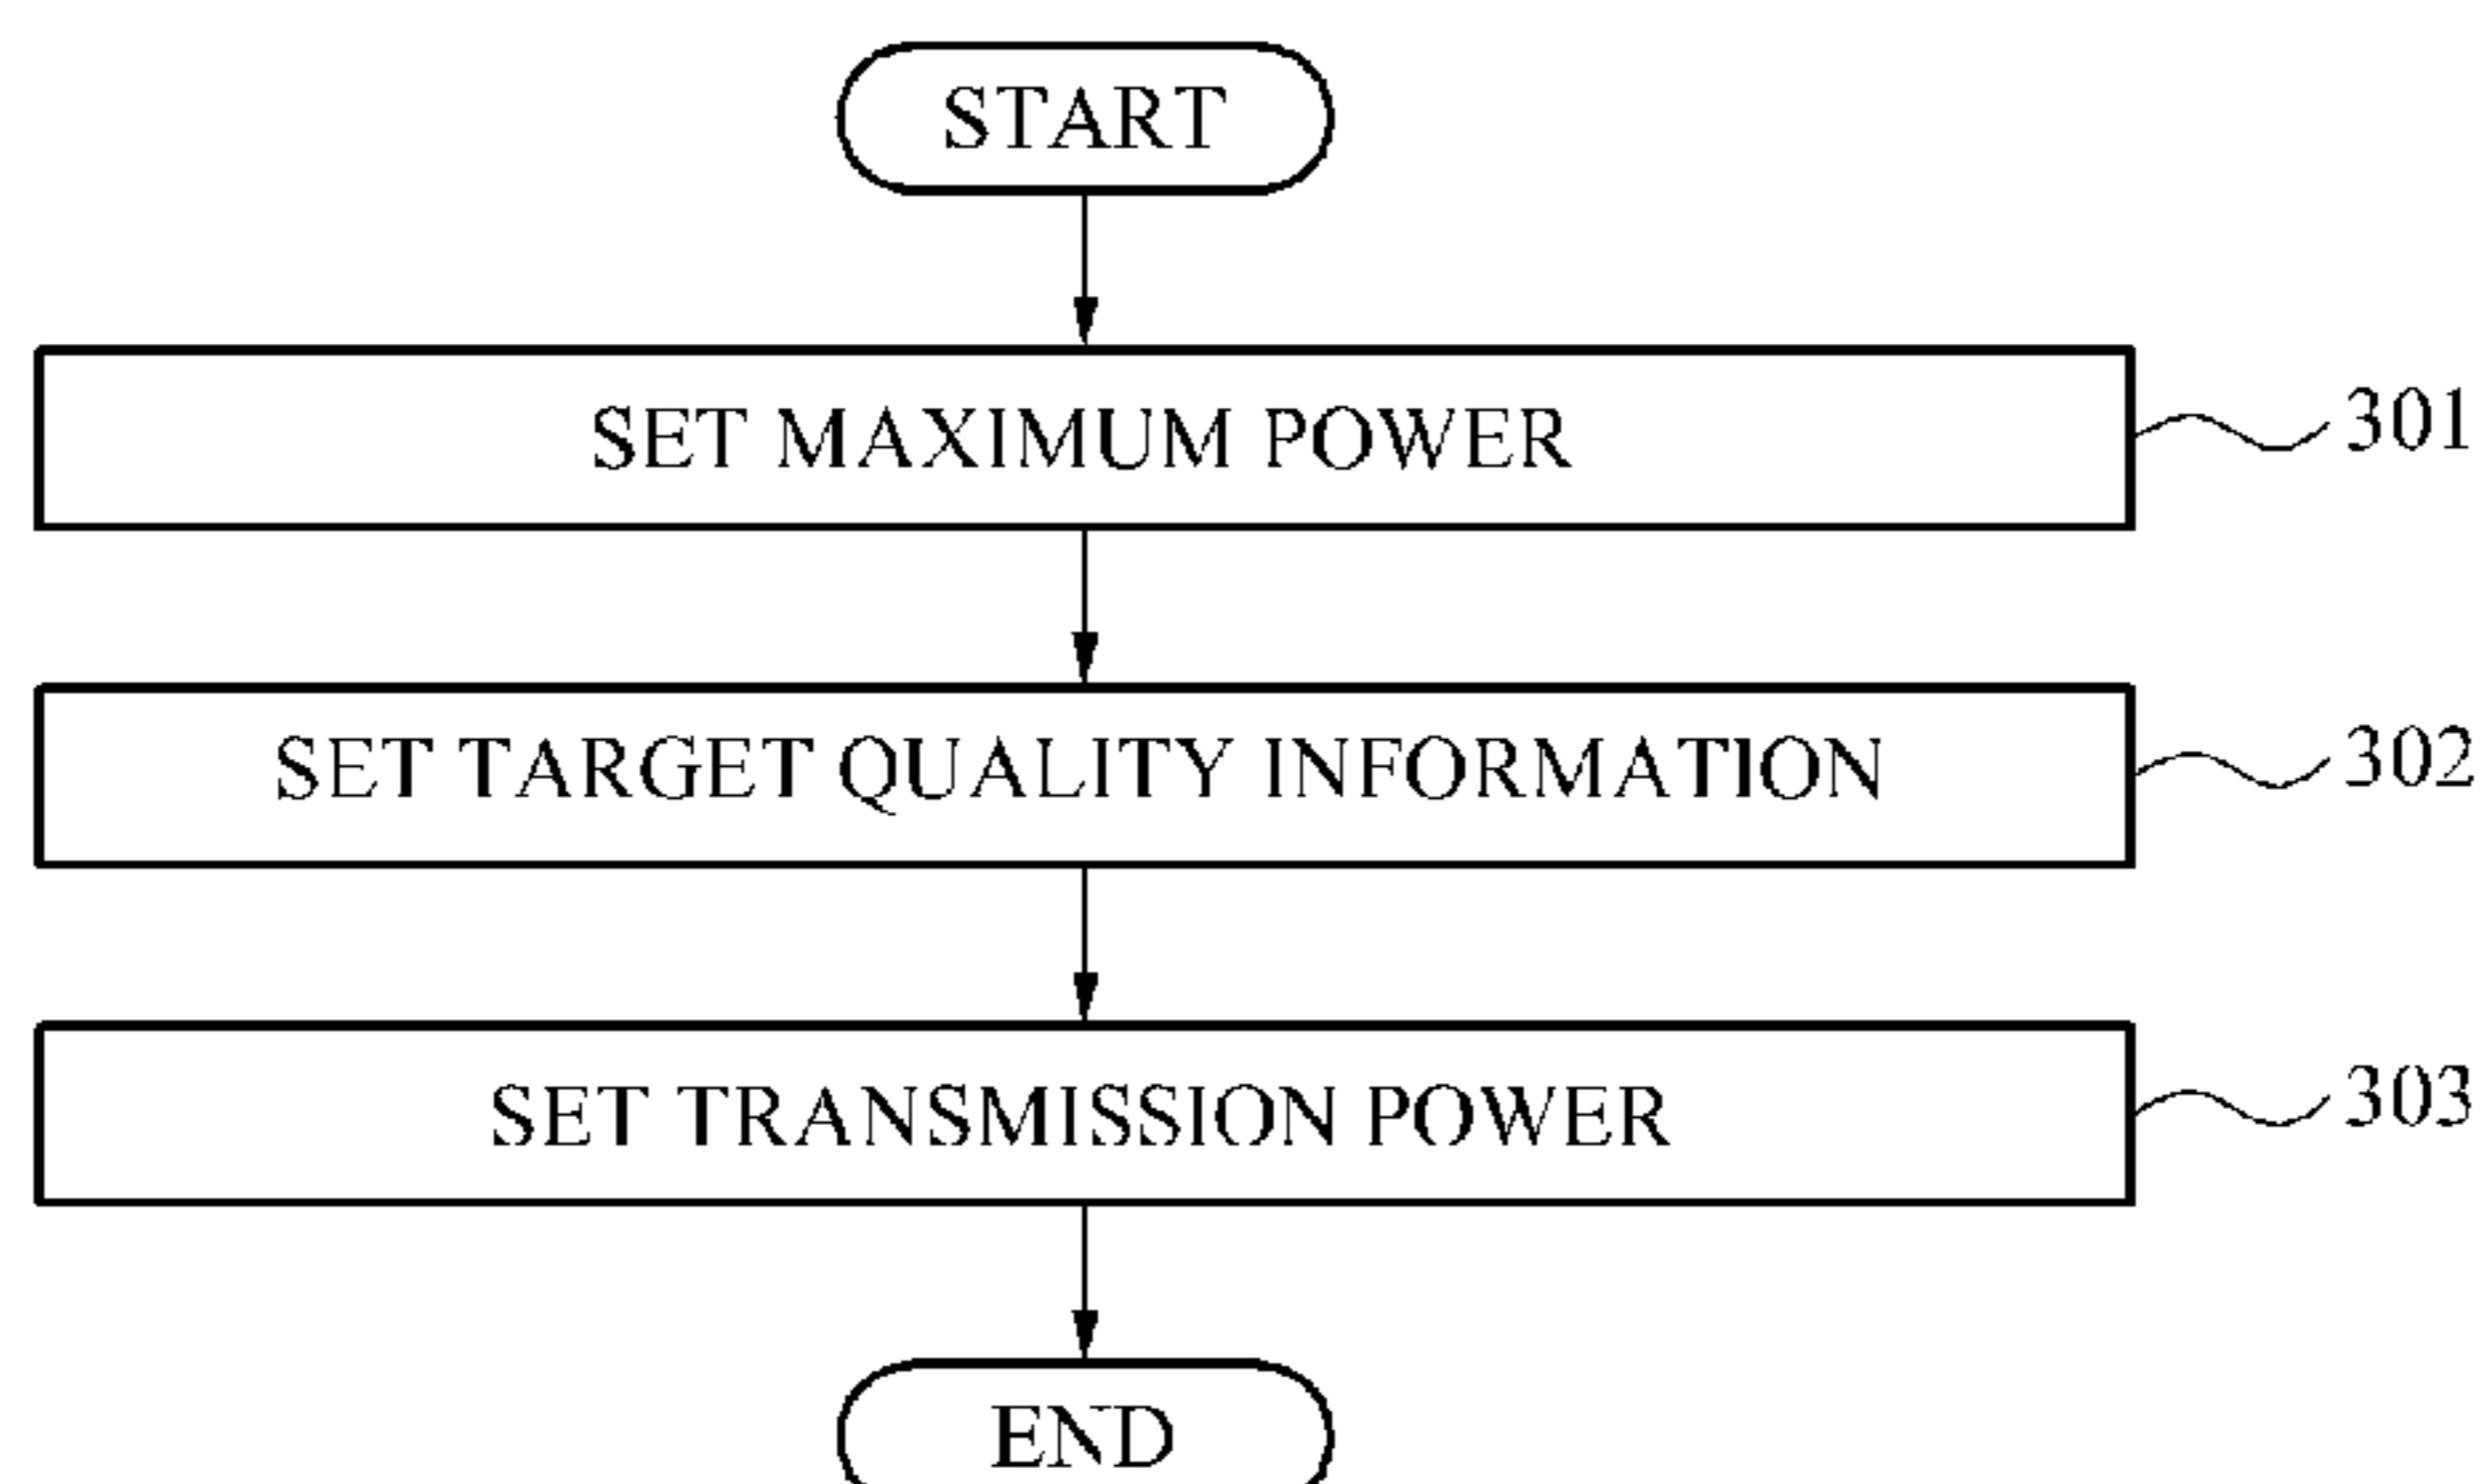 START
SET MAXIMUM POWER
301
SET TARGET QUALITY INFORMATION
302
SET TRANSMISSION POWER
303
END